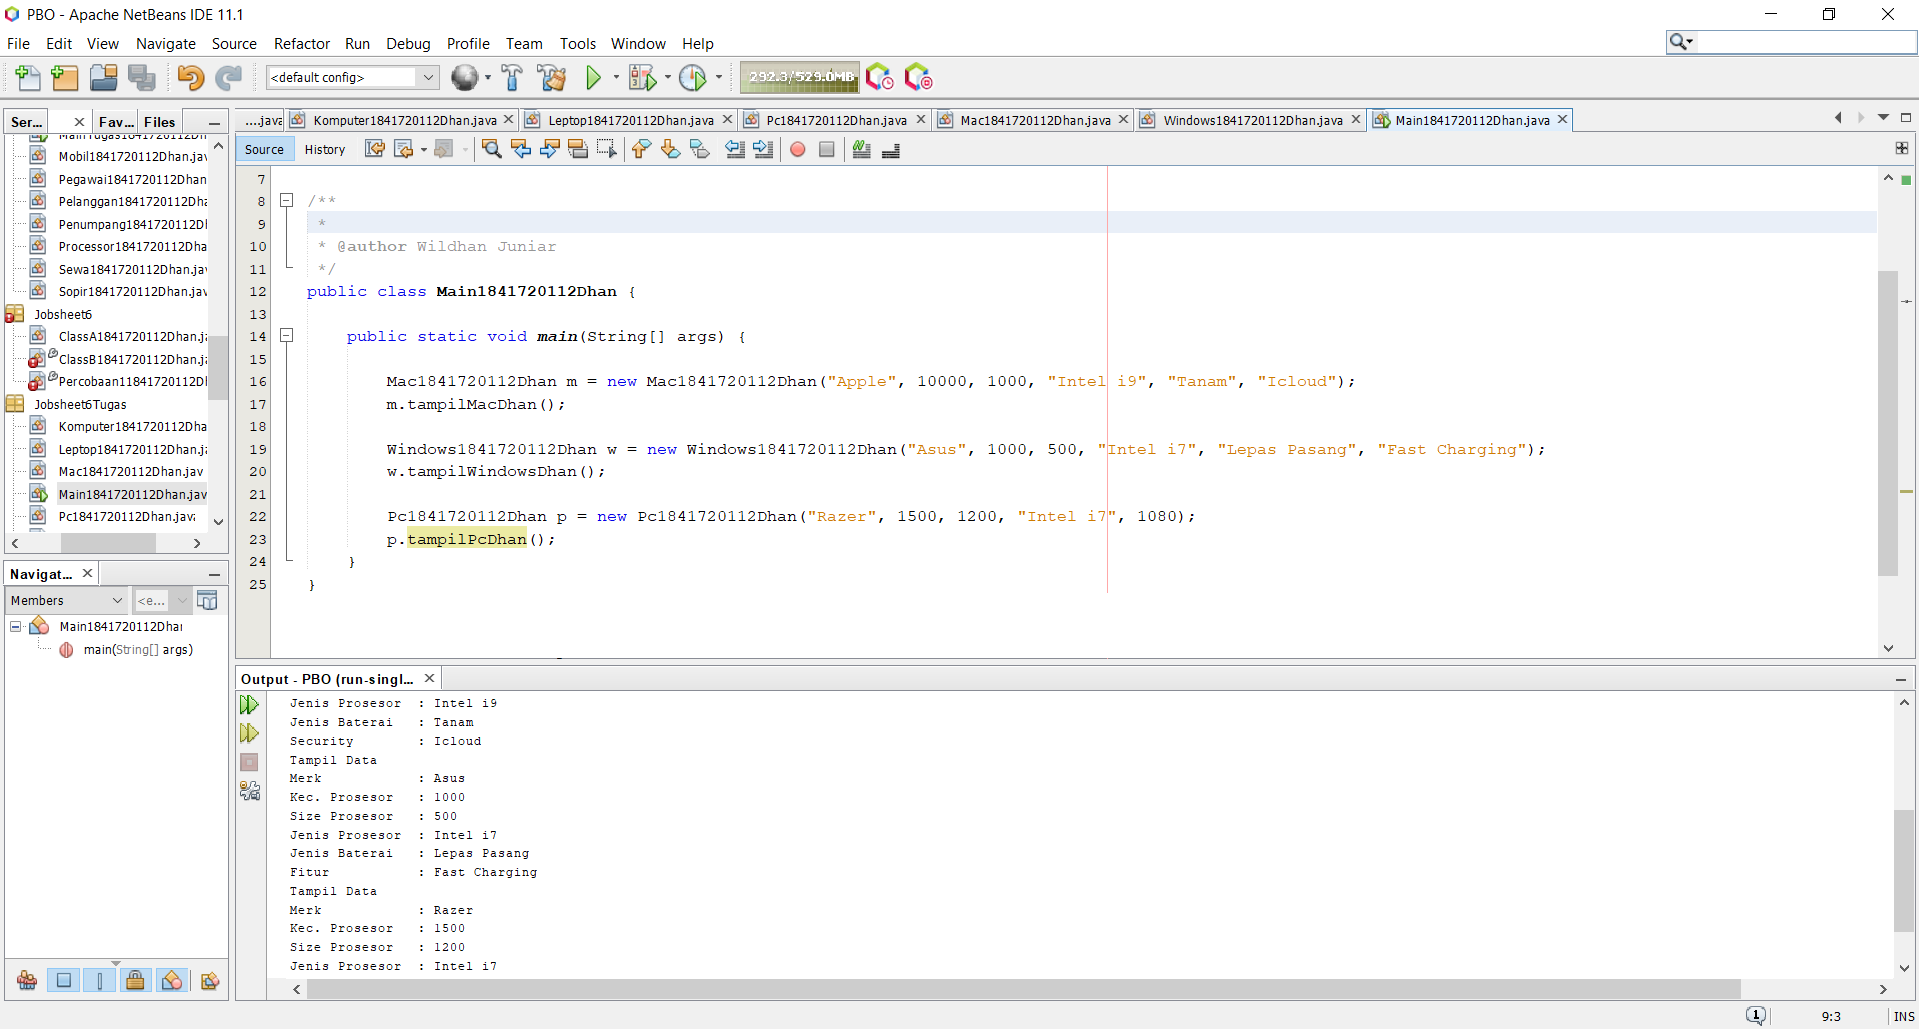 PBO - Apache NetBeans IDE 11.1
File Edit View Navigate Source Refactor Run Debug Profile Team Tools Window Help
<default config>
292.3/529.0MB
Ser... Fav... Files
Mobil1841720112Dhan.jav
Pegawai1841720112Dhan
Pelanggan1841720112Dha
Penumpang1841720112D
Processor1841720112Dha
Sewa1841720112Dhan.jav
Sopir1841720112Dhan.jav
Jobsheet6
ClassA1841720112Dhan.j
ClassB1841720112Dhan.j
Percobaan11841720112D
Jobsheet6Tugas
Komputer1841720112Dha
Leptop1841720112Dhan.j
Mac1841720112Dhan.jav
Main1841720112Dhan.jav
Pc1841720112Dhan.java
Navigat...
Members <e...
Main1841720112Dhar
main(String[] args)
....java Komputer1841720112Dhan.java Leptop1841720112Dhan.java Pc1841720112Dhan.java Mac1841720112Dhan.java Windows1841720112Dhan.java Main1841720112Dhan.java
Source History
7
8 /**
9 *
10 * @author Wildhan Juniar
11 */
12 public class Main1841720112Dhan {
13
14 public static void main(String[] args) {
15
16 Mac1841720112Dhan m = new Mac1841720112Dhan("Apple", 10000, 1000, "Intel i9", "Tanam", "Icloud");
17 m.tampilMacDhan();
18
19 Windows1841720112Dhan w = new Windows1841720112Dhan("Asus", 1000, 500, "Intel i7", "Lepas Pasang", "Fast Charging");
20 w.tampilWindowsDhan();
21
22 Pc1841720112Dhan p = new Pc1841720112Dhan("Razer", 1500, 1200, "Intel i7", 1080);
23 p.tampilPcDhan();
24 }
25 }
Output - PBO (run-singl...
Jenis Prosesor : Intel i9
Jenis Baterai : Tanam
Security : Icloud
Tampil Data
Merk : Asus
Kec. Prosesor : 1000
Size Prosesor : 500
Jenis Prosesor : Intel i7
Jenis Baterai : Lepas Pasang
Fitur : Fast Charging
Tampil Data
Merk : Razer
Kec. Prosesor : 1500
Size Prosesor : 1200
Jenis Prosesor : Intel i7
1 9:3 INS